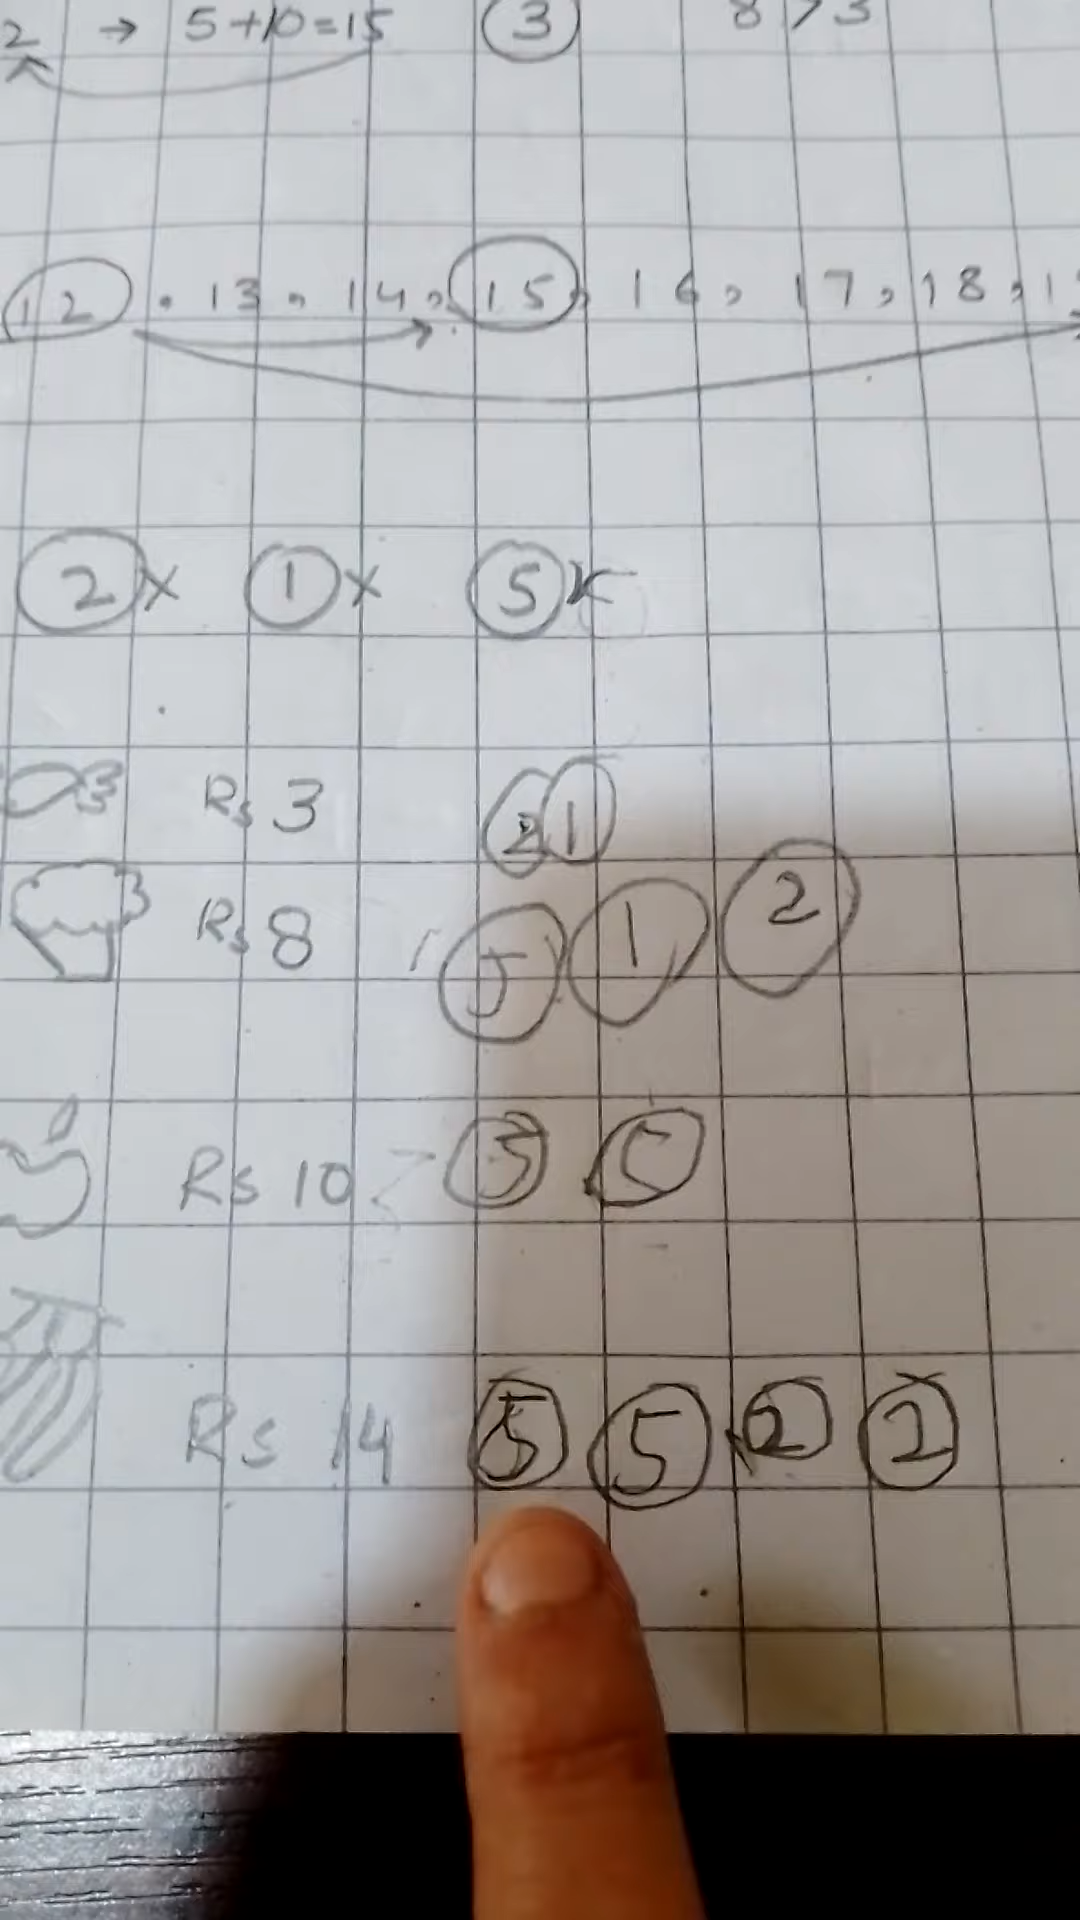 2 → 5+10=15 3 8>3
12, 13, 14, 15, 16, 17, 18, 1
2 x 1 x 5 x
Rs 3 2 1
Rs 8 5 1 2
Rs 10 5 5
Rs 14 5 5 2 2